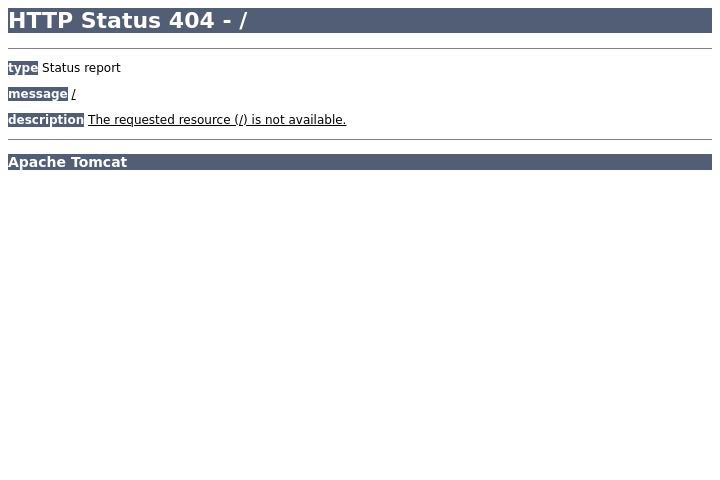 HTTP Status 404 - /
type Status report
message /
description The requested resource (/) is not available.
Apache Tomcat